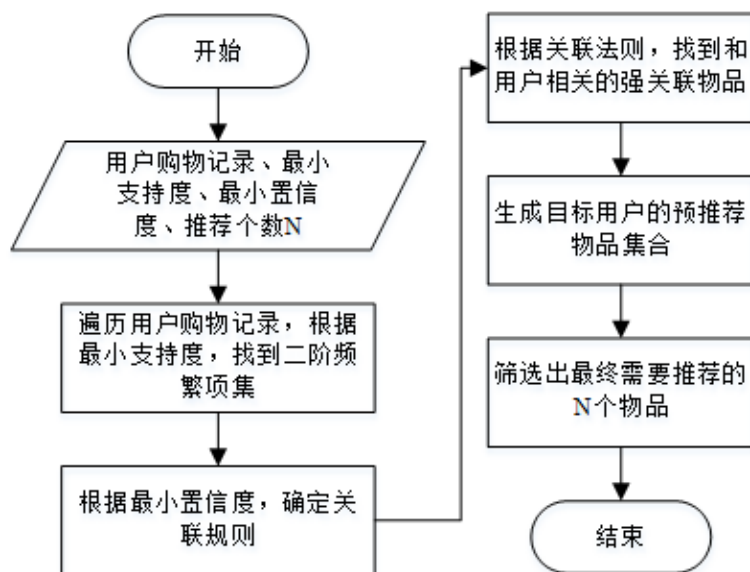 开始
用户购物记录、最小
支持度、最小置信
度、推荐个数N
遍历用户购物记录，根据
最小支持度，找到二阶频
繁项集
根据最小置信度，确定关
联规则
根据关联法则，找到和
用户相关的强关联物品
生成目标用户的预推荐
物品集合
筛选出最终需要推荐的
N个物品
结束